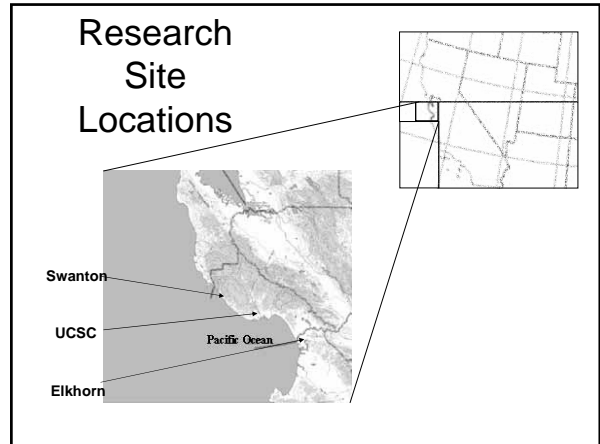 Research
Site
Locations
Swanton
UCSC
Pacific Ocean
Elkhorn